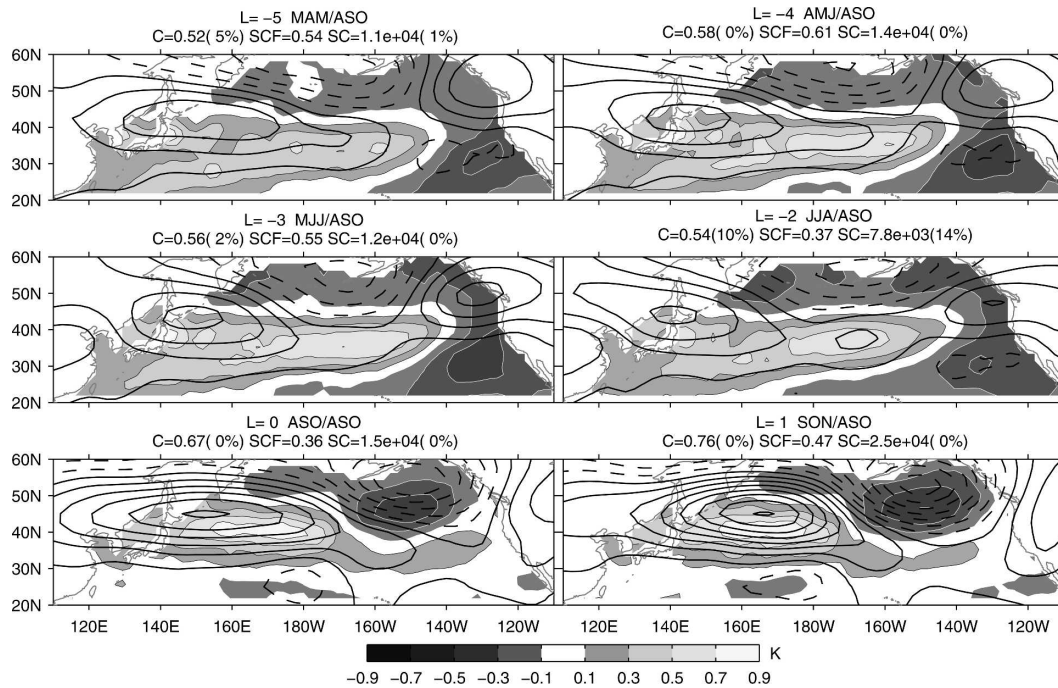 L= −5 MAM/ASO
C=0.52( 5%) SCF=0.54 SC=1.1e+04( 1%)
L= −4 AMJ/ASO
C=0.58( 0%) SCF=0.61 SC=1.4e+04( 0%)
60N
50N
40N
30N
20N
L= −3 MJJ/ASO
C=0.56( 2%) SCF=0.55 SC=1.2e+04( 0%)
L= −2 JJA/ASO
C=0.54(10%) SCF=0.37 SC=7.8e+03(14%)
60N
50N
40N
30N
20N
L= 0 ASO/ASO
C=0.67( 0%) SCF=0.36 SC=1.5e+04( 0%)
L= 1 SON/ASO
C=0.76( 0%) SCF=0.47 SC=2.5e+04( 0%)
60N
50N
40N
30N
20N
120E 140E 160E 180W 160W 140W 120W 120E 140E 160E 180W 160W 140W 120W
K
−0.9 −0.7 −0.5 −0.3 −0.1 0.1 0.3 0.5 0.7 0.9